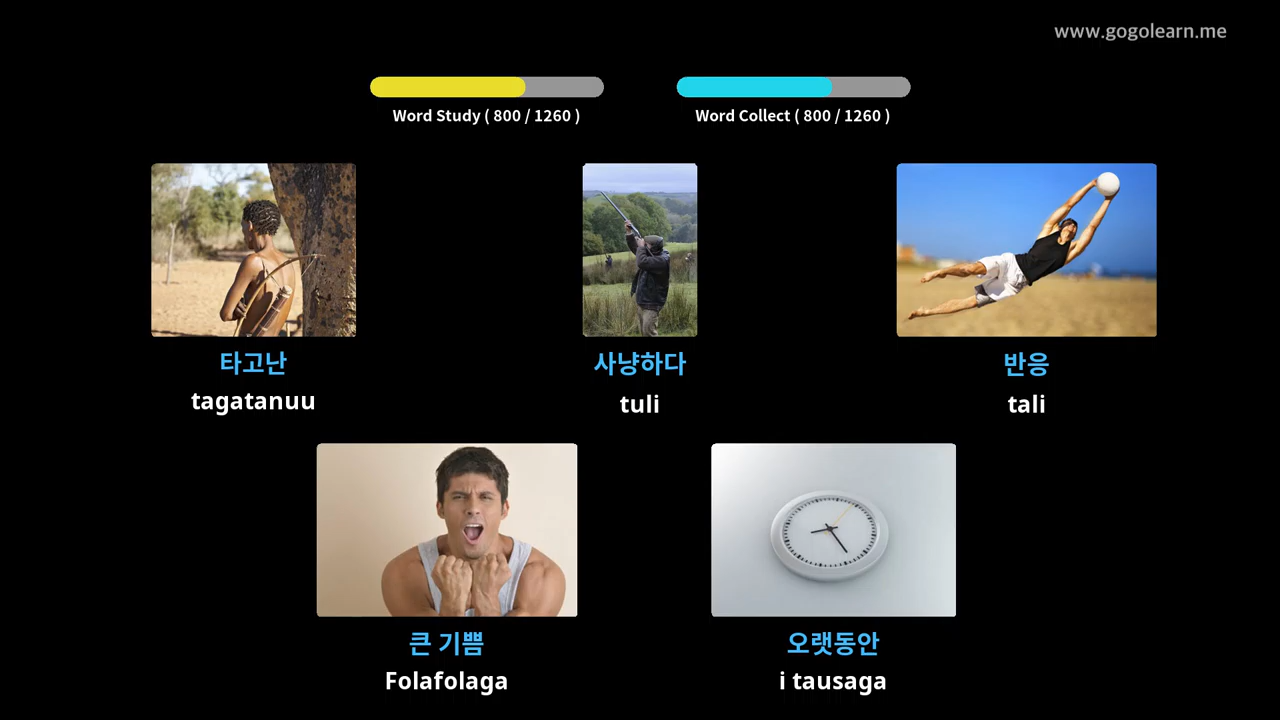 www.gogolearn.me
Word Study ( 800 / 1260 )
Word Collect ( 800 / 1260 )
타고난
tagatanuu
사냥하다
tuli
반응
tali
큰 기쁨
Folafolaga
오랫동안
i tausaga